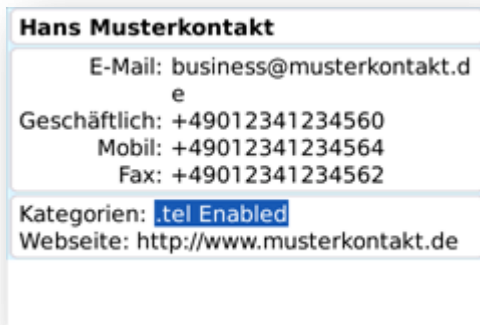 Hans Musterkontakt
E-Mail: business@musterkontakt.d
e
Geschäftlich: +49012341234560
Mobil: +49012341234564
Fax: +49012341234562
Kategorien: .tel Enabled
Webseite: http://www.musterkontakt.de